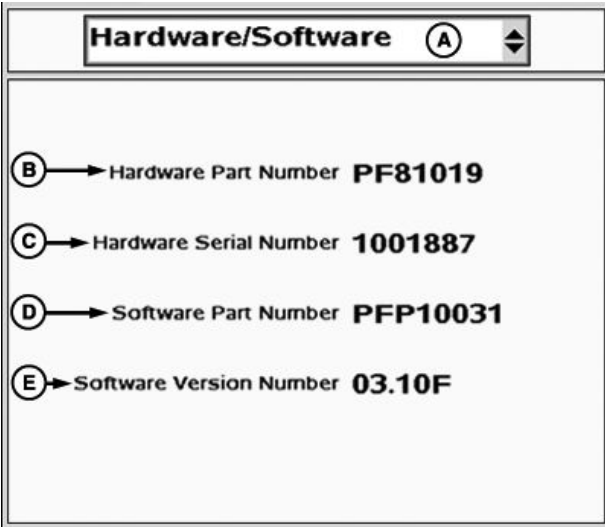 Hardware/Software A
B Hardware Part Number PF81019
C Hardware Serial Number 1001887
D Software Part Number PFP10031
E Software Version Number 03.10F